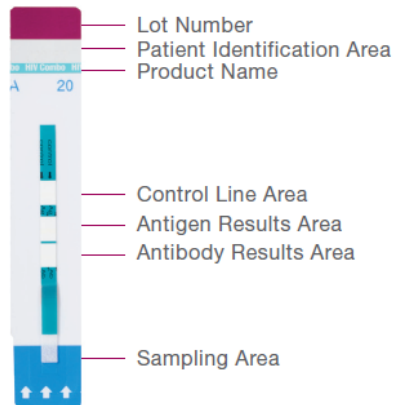 Lot Number
Patient Identification Area
Product Name
HIV Combo
A 20
Control Line Area
Antigen Results Area
Antibody Results Area
Sampling Area